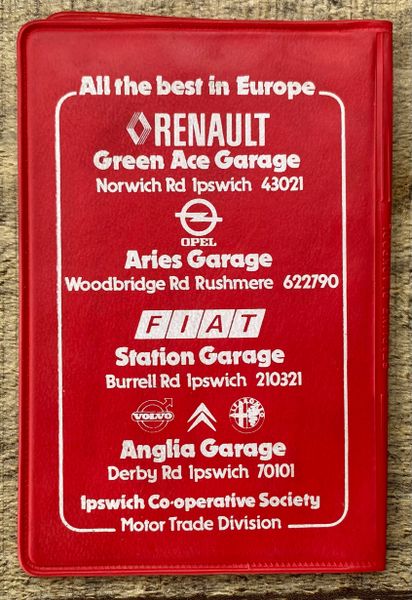 All the best in Europe
RENAULT
Green Ace Garage
Norwich Rd Ipswich 43021
OPEL
Aries Garage
Woodbridge Rd Rushmere 622790
FIAT
Station Garage
Burrell Rd Ipswich 210321
VOLVO
Anglia Garage
Derby Rd Ipswich 70101
Ipswich Co-operative Society
Motor Trade Division